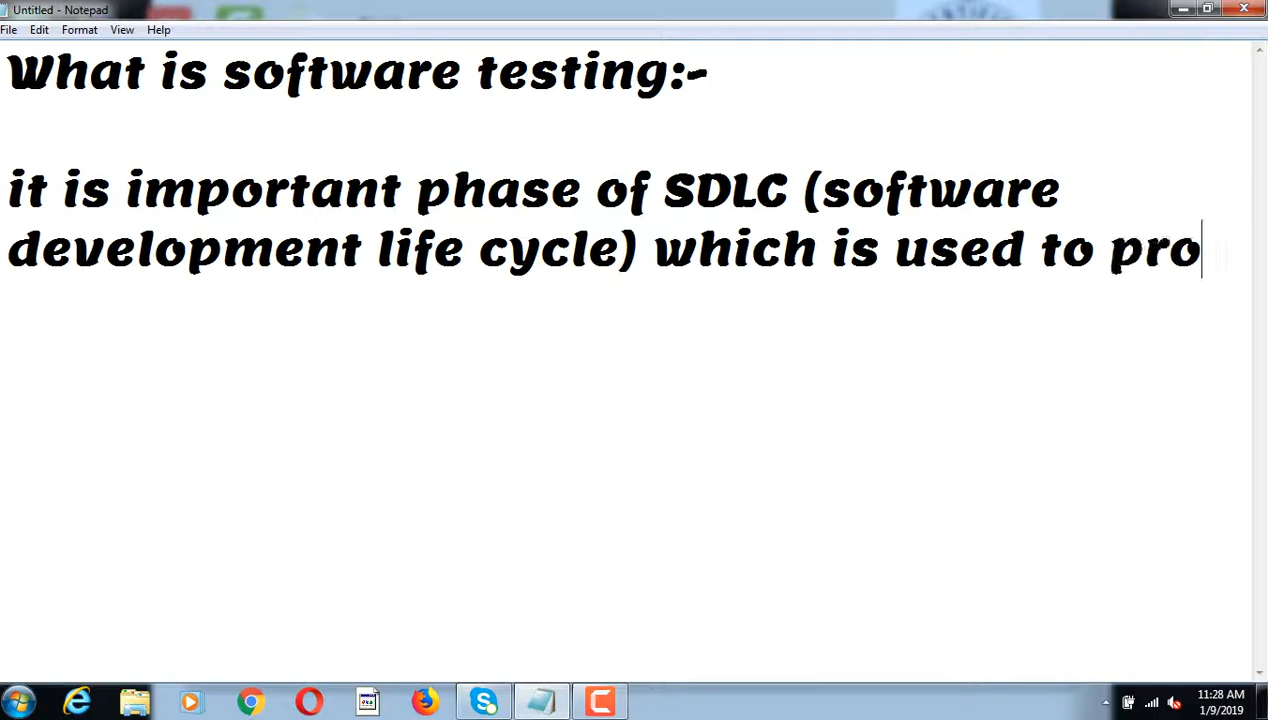 Untitled - Notepad
File Edit Format View Help
What is software testing:-
it is important phase of SDLC (software
development life cycle) which is used to pro
11:28 AM
1/9/2019